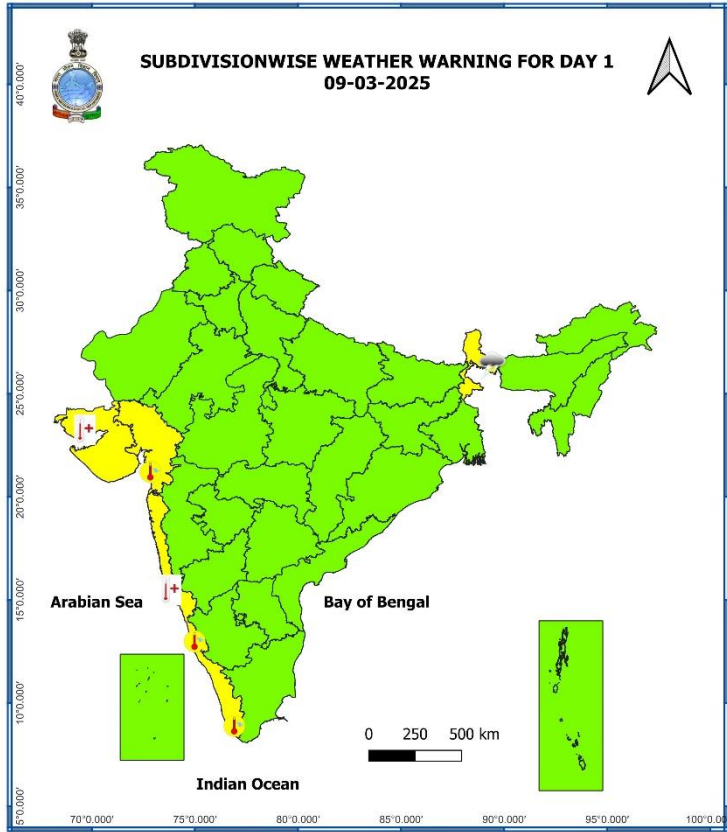 SUBDIVISIONWISE WEATHER WARNING FOR DAY 1
09-03-2025
40°0.000'
35°0.000'
30°0.000'
25°0.000'
20°0.000'
15°0.000'
10°0.000'
5°0.000'
Arabian Sea
Bay of Bengal
0 250 500 km
Indian Ocean
70°0.000' 75°0.000' 80°0.000' 85°0.000' 90°0.000' 95°0.000' 100°0.0